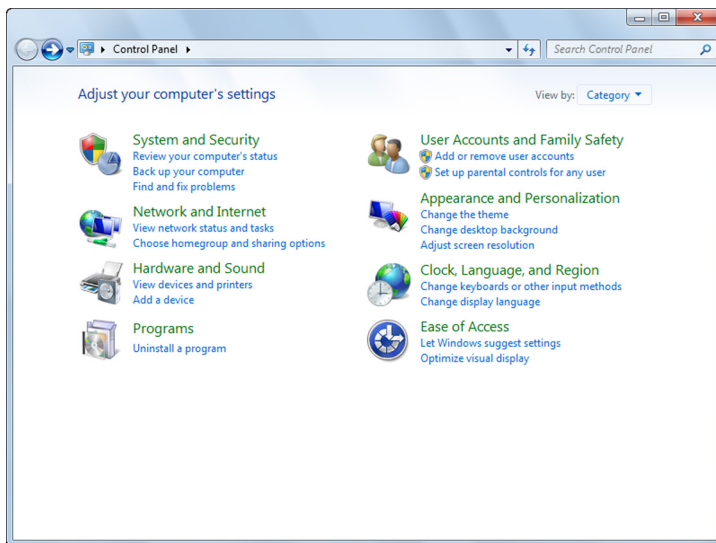 Control Panel
Search Control Panel
Adjust your computer's settings
View by: Category
System and Security
Review your computer's status
Back up your computer
Find and fix problems
Network and Internet
View network status and tasks
Choose homegroup and sharing options
Hardware and Sound
View devices and printers
Add a device
Programs
Uninstall a program
User Accounts and Family Safety
Add or remove user accounts
Set up parental controls for any user
Appearance and Personalization
Change the theme
Change desktop background
Adjust screen resolution
Clock, Language, and Region
Change keyboards or other input methods
Change display language
Ease of Access
Let Windows suggest settings
Optimize visual display